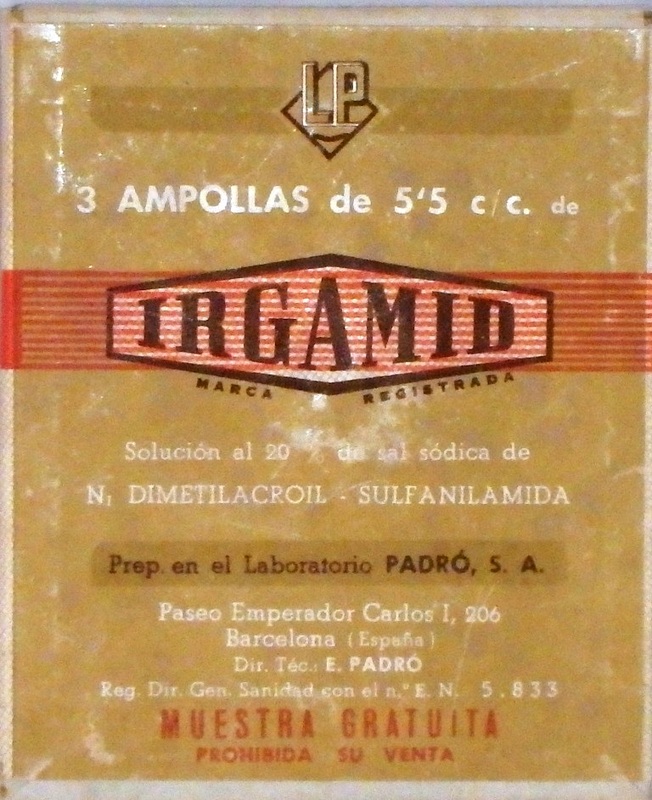 LP
3 AMPOLLAS de 5'5 c/c. de
IRGAMID
MARCA REGISTRADA
Solución al 20 % de sal sódica de
N₁ DIMETILACROIL - SULFANILAMIDA
Prep. en el Laboratorio PADRÓ, S. A.
Paseo Emperador Carlos I, 206
Barcelona (España)
Dir. Téc.: E. PADRÓ
Reg. Dir. Gen. Sanidad con el n.º E. N. 5.833
MUESTRA GRATUITA
PROHIBIDA SU VENTA